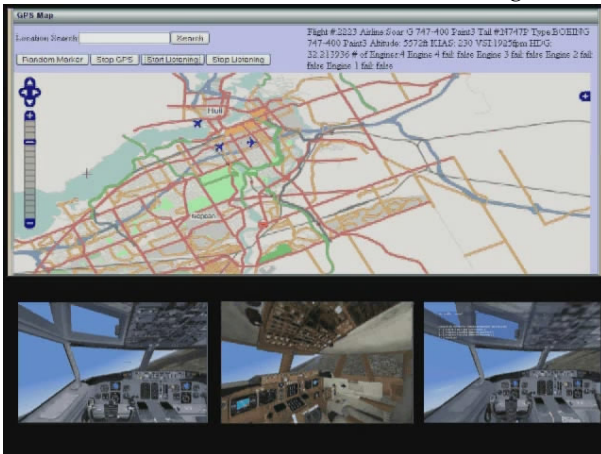 GPS Map
Location Search: Search
Flight #:2223 Airline Soar G 747-400 Paint3 Tail #:N747P Type:BOEING
747-400 Paint3 Altitude: 5572ft KIAS: 230 VSI:1925fpm HDG:
32.213936 # of Engines:4 Engine 4 fail: false Engine 3 fail: false Engine 2 fail:
false Engine 1 fail: false
Random Marker Stop GPS Start Listening Stop Listening
Hull
Nepean